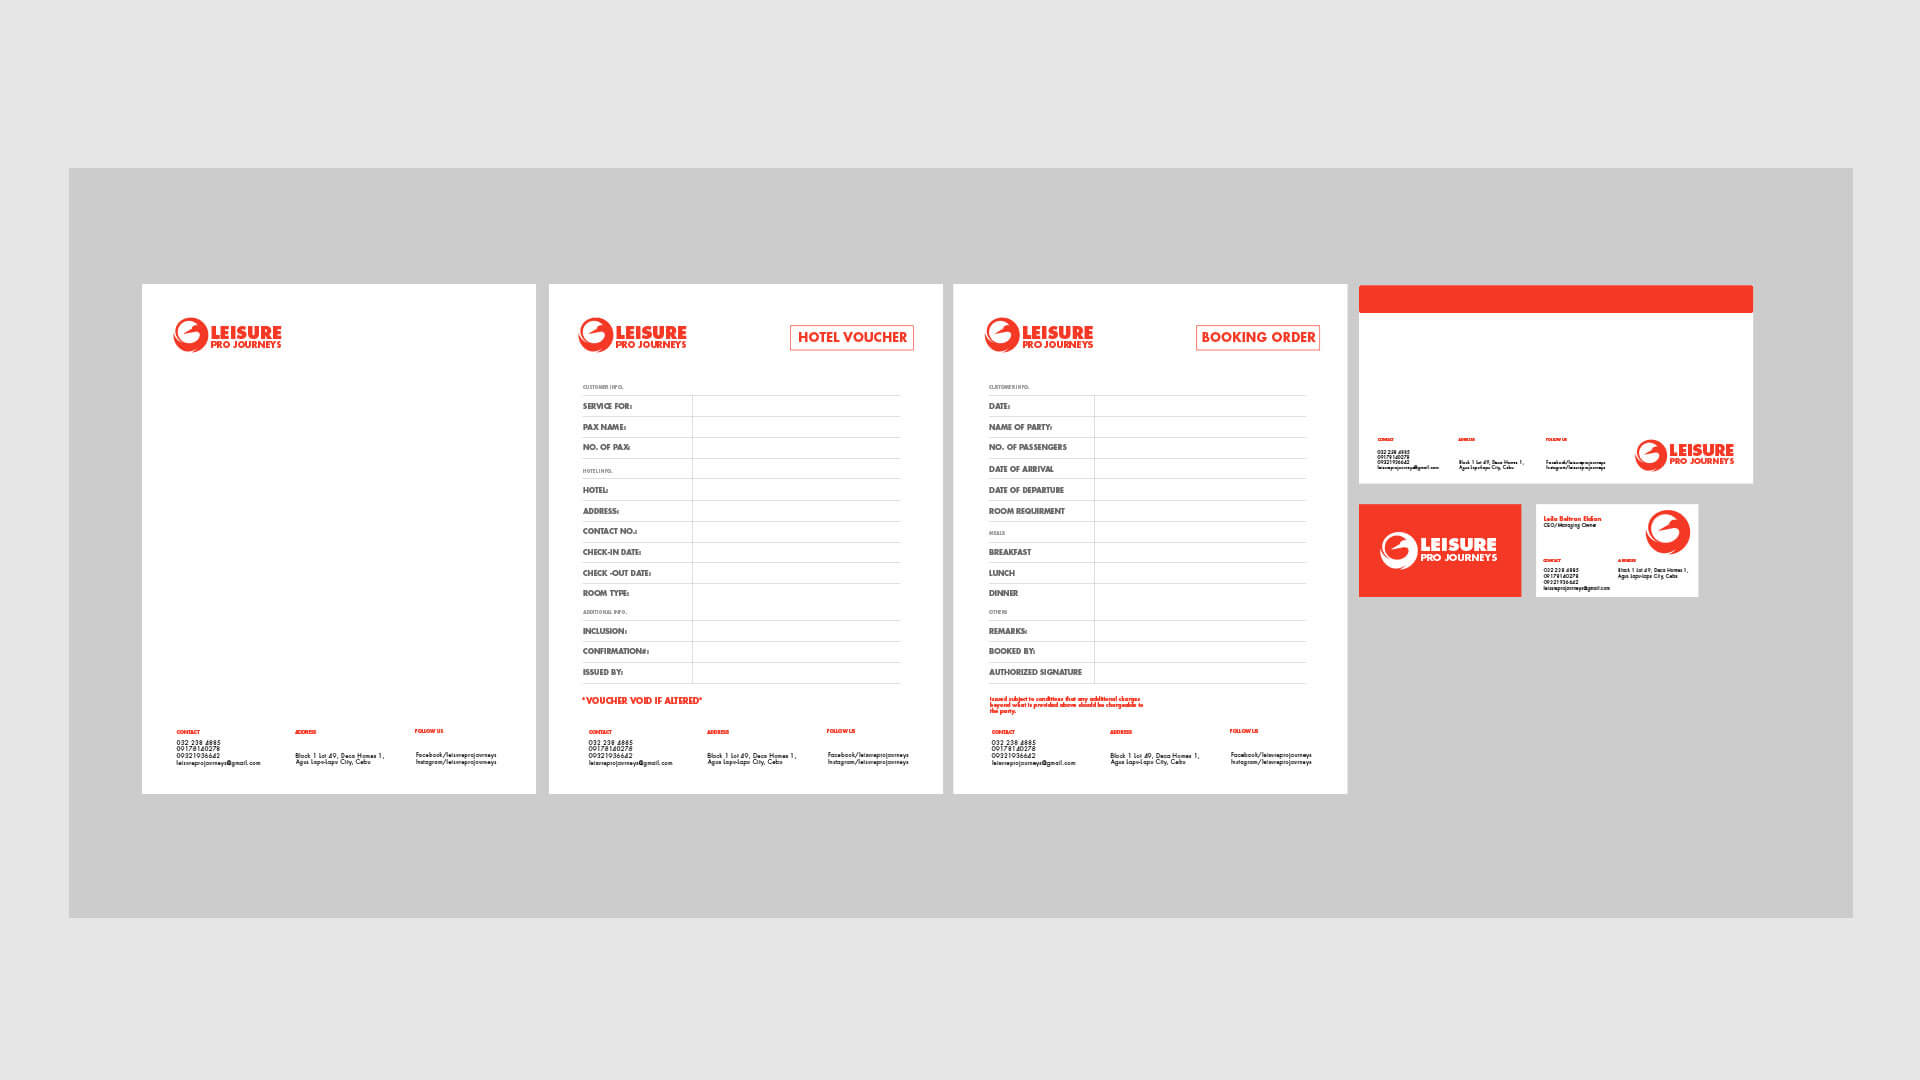 LEISURE
PRO JOURNEYS
CONTACT
032 238 4885
09178140278
09321936642
leisureprojourneys@gmail.com
ADDRESS
Block 1 Lot 49, Deca Homes 1,
Agus Lapu-Lapu City, Cebu
FOLLOW US
Facebook/leisureprojourneys
Instagram/leisureprojourneys
LEISURE
PRO JOURNEYS
HOTEL VOUCHER
CUSTOMER INFO.
SERVICE FOR:
PAX NAME:
NO. OF PAX:
HOTEL INFO.
HOTEL:
ADDRESS:
CONTACT NO.:
CHECK-IN DATE:
CHECK -OUT DATE:
ROOM TYPE:
ADDITIONAL INFO.
INCLUSION:
CONFIRMATION#:
ISSUED BY:
*VOUCHER VOID IF ALTERED*
CONTACT
032 238 4885
09178140278
09321936642
leisureprojourneys@gmail.com
ADDRESS
Block 1 Lot 49, Deca Homes 1,
Agus Lapu-Lapu City, Cebu
FOLLOW US
Facebook/leisureprojourneys
Instagram/leisureprojourneys
LEISURE
PRO JOURNEYS
BOOKING ORDER
CUSTOMER INFO.
DATE:
NAME OF PARTY:
NO. OF PASSENGERS
DATE OF ARRIVAL
DATE OF DEPARTURE
ROOM REQUIRMENT
MEALS
BREAKFAST
LUNCH
DINNER
OTHERS
REMARKS:
BOOKED BY:
AUTHORIZED SIGNATURE
Issued subject to conditions that any additional charges
beyond what is provided above should be chargeable to
the party.
CONTACT
032 238 4885
09178140278
09321936642
leisureprojourneys@gmail.com
ADDRESS
Block 1 Lot 49, Deca Homes 1,
Agus Lapu-Lapu City, Cebu
FOLLOW US
Facebook/leisureprojourneys
Instagram/leisureprojourneys
CONTACT
032 238 4885
09178140278
09321936642
leisureprojourneys@gmail.com
ADDRESS
Block 1 Lot 49, Deca Homes 1,
Agus Lapu-Lapu City, Cebu
FOLLOW US
Facebook/leisureprojourneys
Instagram/leisureprojourneys
LEISURE
PRO JOURNEYS
LEISURE
PRO JOURNEYS
Leila Beltran Eldian
CEO/Managing Owner
CONTACT
032 238 4885
09178140278
09321936642
leisureprojourneys@gmail.com
ADDRESS
Block 1 Lot 49, Deca Homes 1,
Agus Lapu-Lapu City, Cebu